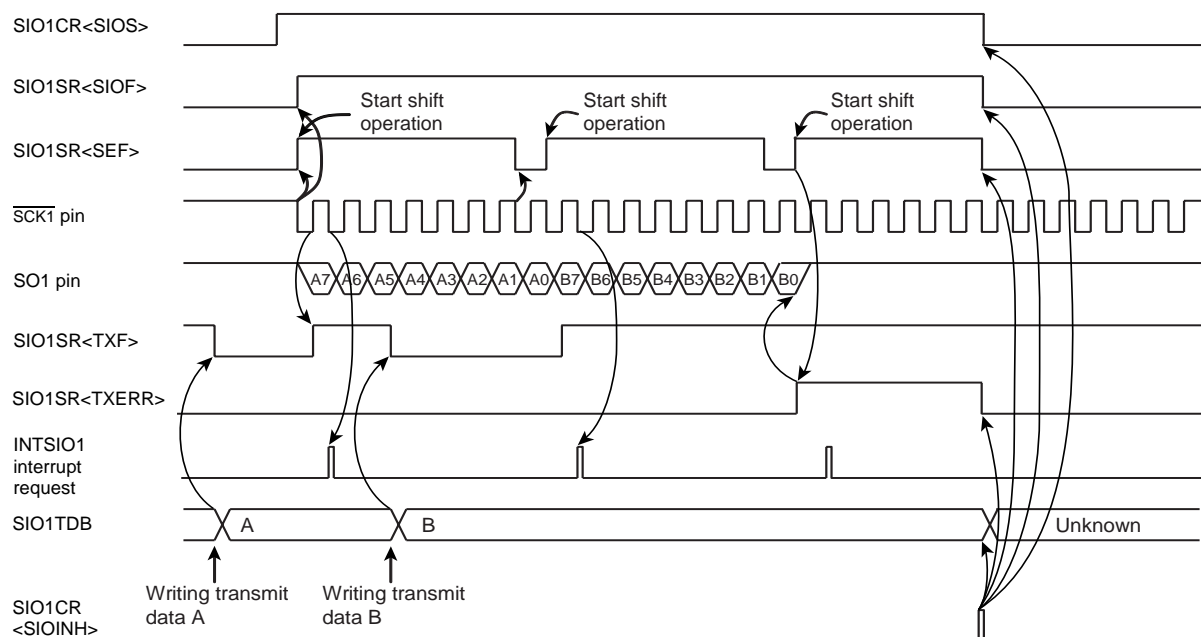 SIO1CR<SIOS>
SIO1SR<SIOF>
Start shift
operation
Start shift
operation
Start shift
operation
SIO1SR<SEF>
SCK1 pin
SO1 pin
A7 A6 A5 A4 A3 A2 A1 A0 B7 B6 B5 B4 B3 B2 B1 B0
SIO1SR<TXF>
SIO1SR<TXERR>
INTSIO1
interrupt
request
SIO1TDB
A
B
Unknown
Writing transmit
data A
Writing transmit
data B
SIO1CR
<SIOINH>